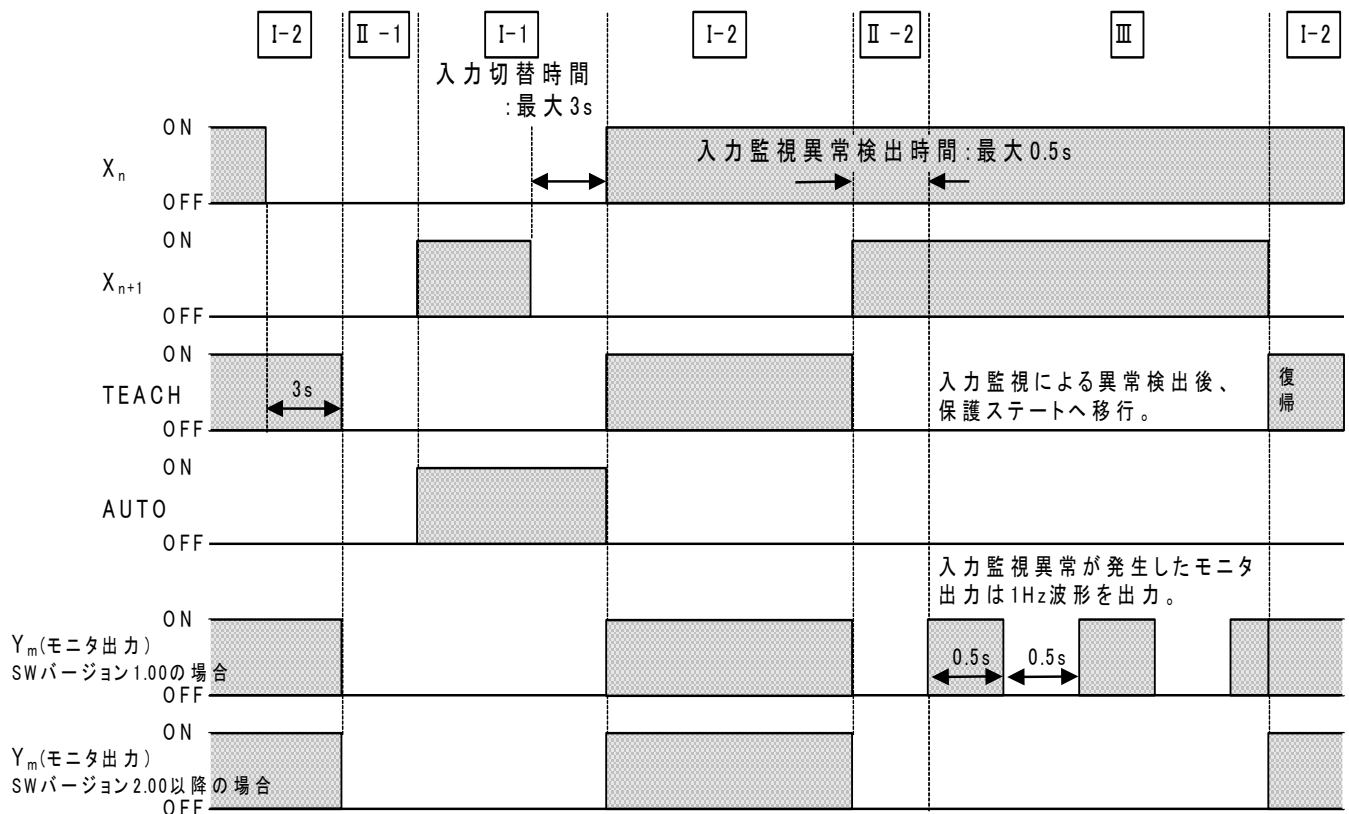 I-2 Ⅱ-1 I-1 I-2 Ⅱ-2 Ⅲ I-2
入力切替時間
:最大3s
ON
Xn
OFF
入力監視異常検出時間:最大0.5s
ON
Xn+1
OFF
ON
TEACH
OFF
3s
入力監視による異常検出後、
保護ステートへ移行。
復
帰
ON
AUTO
OFF
入力監視異常が発生したモニタ
出力は1Hz波形を出力。
ON
Ym(モニタ出力)
SWバージョン1.00の場合
OFF
0.5s 0.5s
ON
Ym(モニタ出力)
SWバージョン2.00以降の場合
OFF